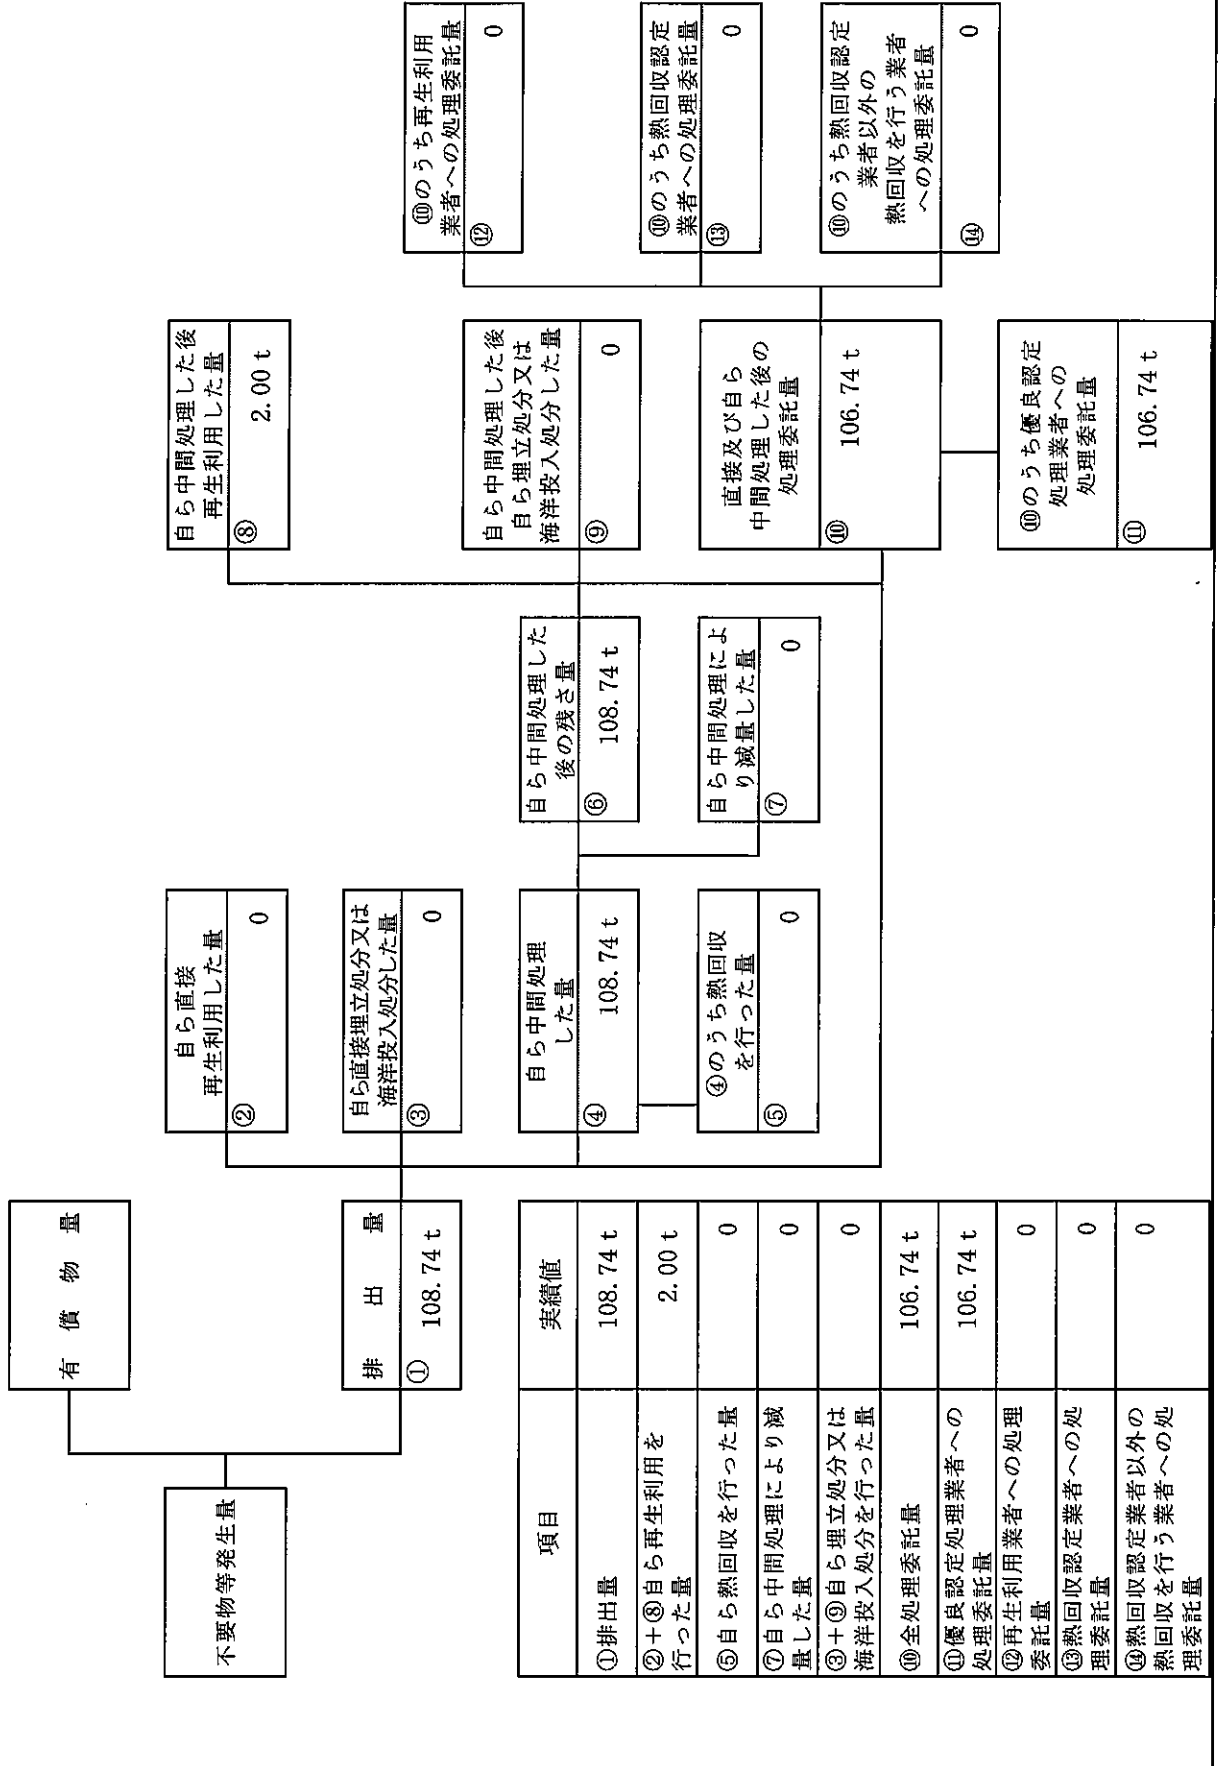 不要物等発生量
有　償　物　量
排　出　量
① 108.74 t
自ら直接
再生利用した量
② 0
自ら直接埋立処分又は
海洋投入処分した量
③ 0
自ら中間処理
した量
④ 108.74 t
④のうち熱回収
を行った量
⑤ 0
自ら中間処理した
後の残さ量
⑥ 108.74 t
自ら中間処理によ
り減量した量
⑦ 0
自ら中間処理した後
再生利用した量
⑧ 2.00 t
自ら中間処理した後
自ら埋立処分又は
海洋投入処分した量
⑨ 0
直接及び自ら
中間処理した後の
処理委託量
⑩ 106.74 t
⑩のうち優良認定
処理業者への
処理委託量
⑪ 106.74 t
⑩のうち再生利用
業者への処理委託量
⑫ 0
⑩のうち熱回収認定
業者への処理委託量
⑬ 0
⑩のうち熱回収認定
業者以外の
熱回収を行う業者
への処理委託量
⑭ 0
項目 実績値
①排出量 108.74 t
②＋⑧自ら再生利用を
行った量 2.00 t
⑤自ら熱回収を行った量 0
⑦自ら中間処理により減
量した量 0
③＋⑨自ら埋立処分又は
海洋投入処分を行った量 0
⑩全処理委託量 106.74 t
⑪優良認定処理業者への
処理委託量 106.74 t
⑫再生利用業者への処理
委託量 0
⑬熱回収認定業者への処
理委託量 0
⑭熱回収認定業者以外の
熱回収を行う業者への処
理委託量 0